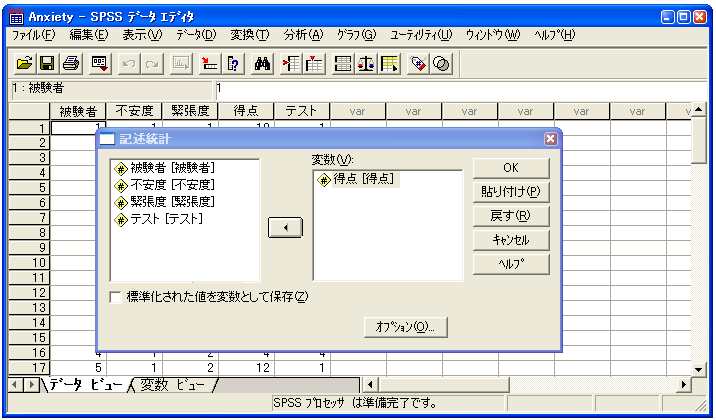 Anxiety - SPSS データ エディタ
ファイル(F) 編集(E) 表示(V) データ(D) 変換(T) 分析(A) グラフ(G) ユーティリティ(U) ウィンドウ(W) ヘルプ(H)
1 : 被験者 1
被験者 不安度 緊張度 得点 テスト var var var var
1
2
3
4
5
6
7
8
9
10
11
12
13
14
15
16 4 1 2 4 4
17 5 1 2 12 1
記述統計
被験者 [被験者]
不安度 [不安度]
緊張度 [緊張度]
テスト [テスト]
変数(V):
得点 [得点]
OK
貼り付け(P)
戻す(R)
キャンセル
ヘルプ
標準化された値を変数として保存(Z)
オプション(O)...
データ ビュー 変数 ビュー
SPSS プロセッサ は準備完了です。